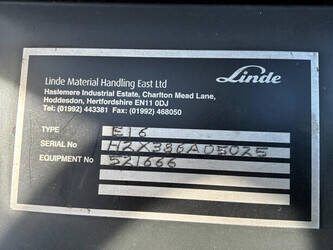 Linde Material Handling East Ltd
Linde
Haslemere Industrial Estate, Charlton Mead Lane,
Hoddesdon, Hertfordshire EN11 0DJ
Tel: (01992) 443381 Fax: (01992) 468050
TYPE E16
SERIAL No H2X386A05025
EQUIPMENT No 521666